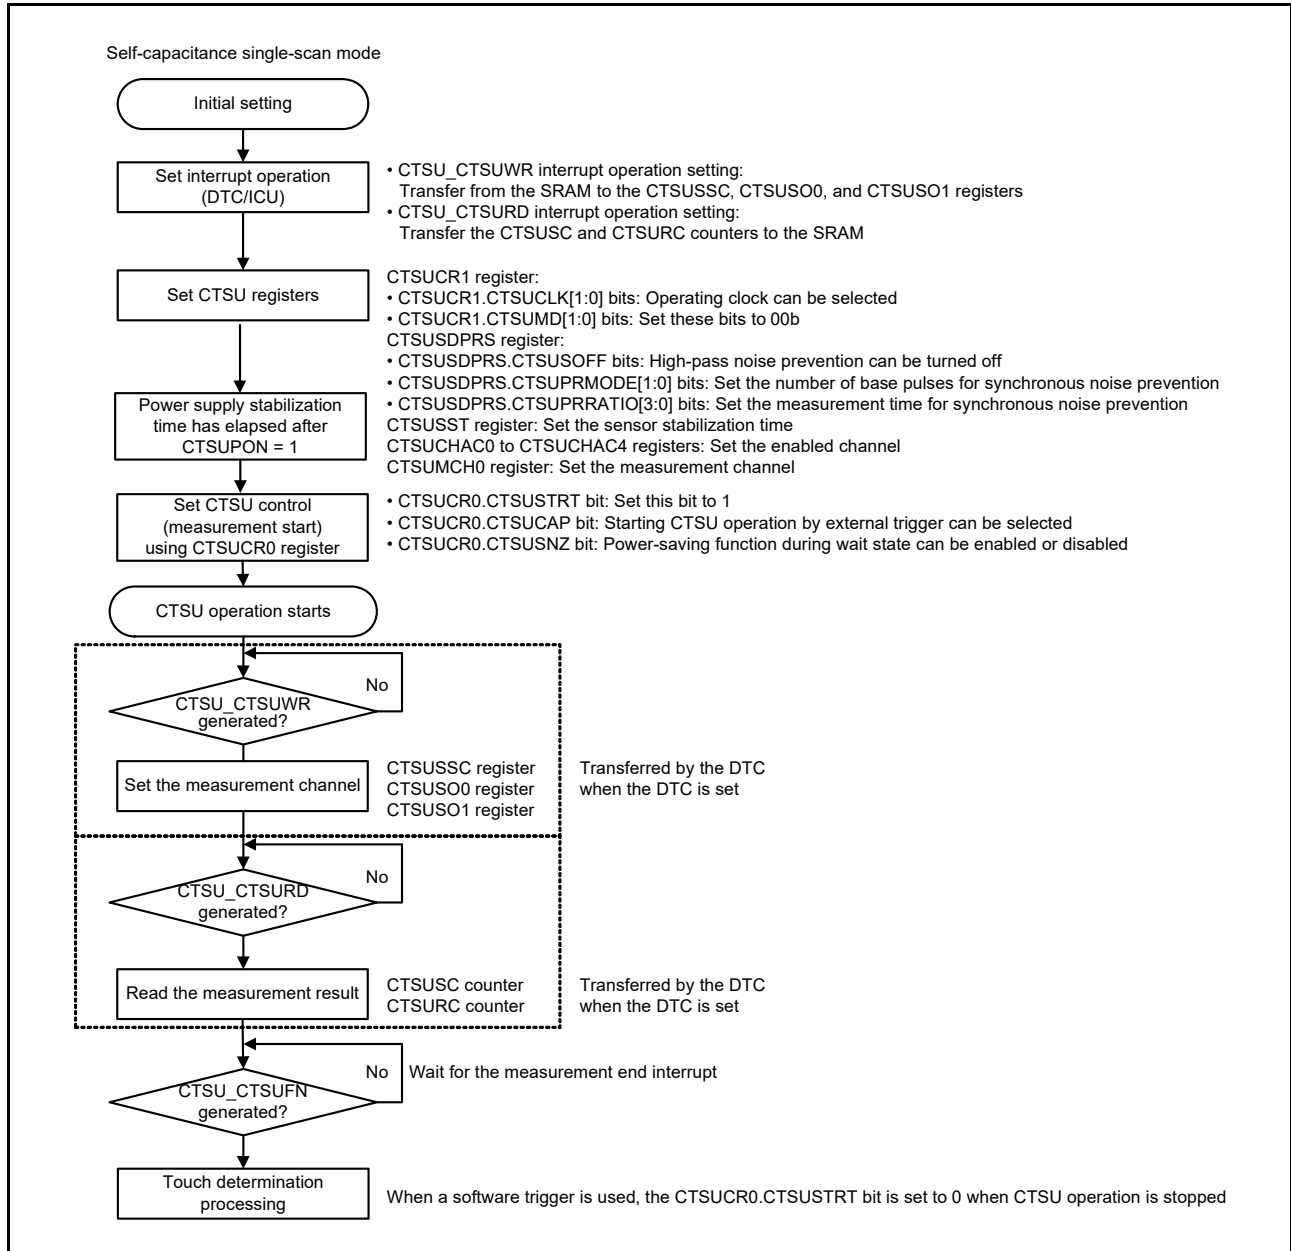 Self-capacitance single-scan mode
Initial setting
Set interrupt operation
(DTC/ICU)
• CTSU_CTSUWR interrupt operation setting:
Transfer from the SRAM to the CTSUSSC, CTSUSO0, and CTSUSO1 registers
• CTSU_CTSURD interrupt operation setting:
Transfer the CTSUSC and CTSURC counters to the SRAM
Set CTSU registers
CTSUCR1 register:
• CTSUCR1.CTSUCLK[1:0] bits: Operating clock can be selected
• CTSUCR1.CTSUMD[1:0] bits: Set these bits to 00b
CTSUSDPRS register:
• CTSUSDPRS.CTSUSOFF bits: High-pass noise prevention can be turned off
• CTSUSDPRS.CTSUPRMODE[1:0] bits: Set the number of base pulses for synchronous noise prevention
• CTSUSDPRS.CTSUPRRATIO[3:0] bits: Set the measurement time for synchronous noise prevention
CTSUSST register: Set the sensor stabilization time
CTSUCHAC0 to CTSUCHAC4 registers: Set the enabled channel
CTSUMCH0 register: Set the measurement channel
Power supply stabilization
time has elapsed after
CTSUPON = 1
Set CTSU control
(measurement start)
using CTSUCR0 register
• CTSUCR0.CTSUSTRT bit: Set this bit to 1
• CTSUCR0.CTSUCAP bit: Starting CTSU operation by external trigger can be selected
• CTSUCR0.CTSUSNZ bit: Power-saving function during wait state can be enabled or disabled
CTSU operation starts
No
CTSU_CTSUWR
generated?
Set the measurement channel
CTSUSSC register
CTSUSO0 register
CTSUSO1 register
Transferred by the DTC
when the DTC is set
No
CTSU_CTSURD
generated?
Read the measurement result
CTSUSC counter
CTSURC counter
Transferred by the DTC
when the DTC is set
No
Wait for the measurement end interrupt
CTSU_CTSUFN
generated?
Touch determination
processing
When a software trigger is used, the CTSUCR0.CTSUSTRT bit is set to 0 when CTSU operation is stopped